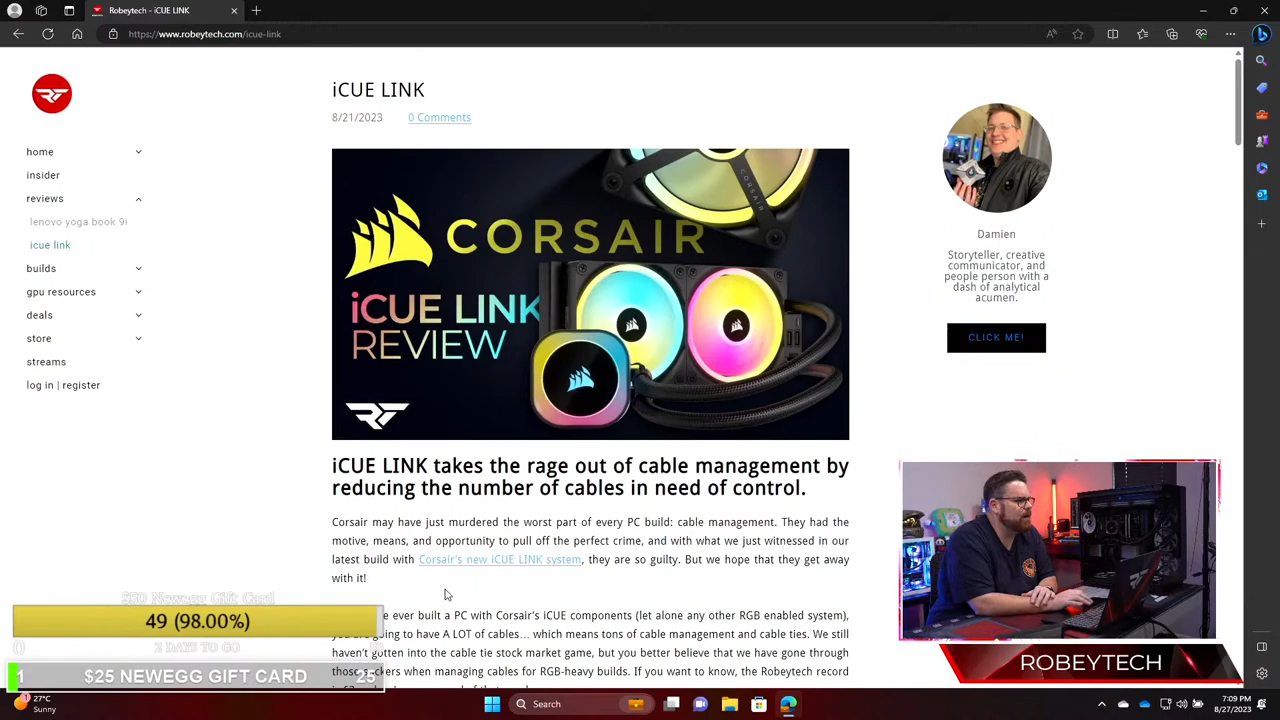 Robeytech - iCUE LINK
https://www.robeytech.com/icue-link
home
insider
reviews
lenovo yoga book 9i
icue link
builds
gpu resources
deals
store
streams
log in | register
iCUE LINK
8/21/2023 0 Comments
CORSAIR
CORSAIR
iCUE LINK
REVIEW
iCUE LINK takes the rage out of cable management by
reducing the number of cables in need of control.
Corsair may have just murdered the worst part of every PC build: cable management. They had the
motive, means, and opportunity to pull off the perfect crime, and with what we just witnessed in our
latest build with Corsair's new iCUE LINK system, they are so guilty. But we hope that they get away
with it!
e ever built a PC with Corsair's iCUE components (let alone any other RGB enabled system),
you are going to have A LOT of cables... which means tons of cable management and cable ties. We still
haven't gotten into the cable tie stock market game, but you better believe that we have gone through
those suckers when managing cables for RGB-heavy builds. If you want to know, the Robeytech record
Damien
Storyteller, creative
communicator, and
people person with a
dash of analytical
acumen.
CLICK ME!
$50 Newegg Gift Card
49 (98.00%)
2 DAYS TO GO
1 $25 NEWEGG GIFT CARD 25
ROBEYTECH
27°C
Clear
Search
7:09 PM
8/27/2023